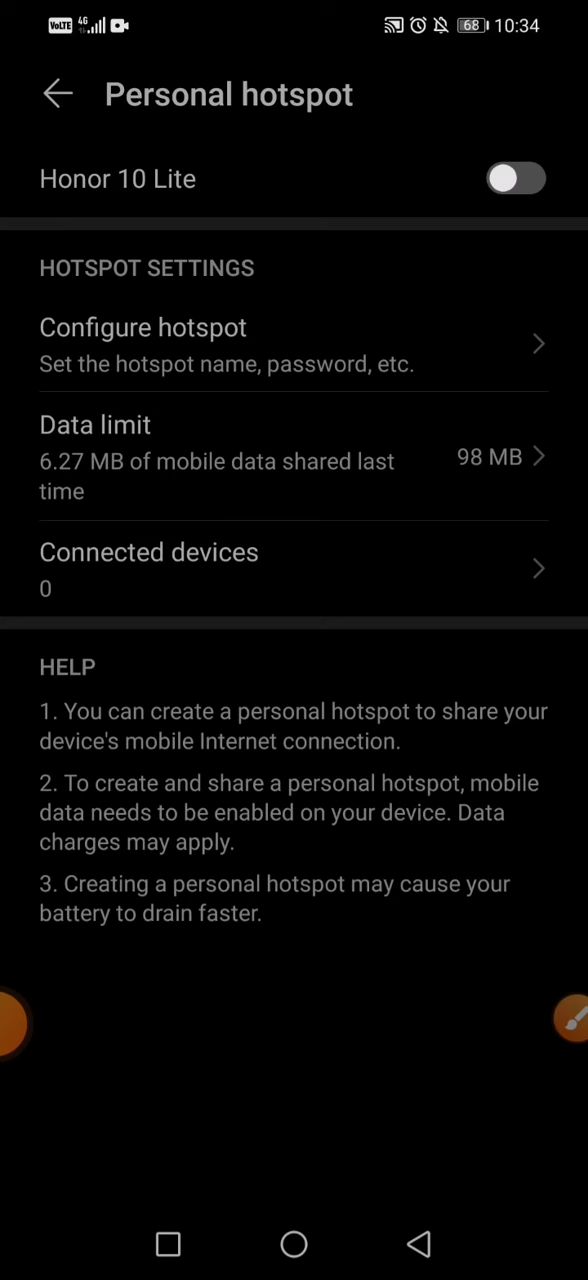 VoLTE 4G 68 10:34
Personal hotspot
Honor 10 Lite
HOTSPOT SETTINGS
Configure hotspot
Set the hotspot name, password, etc.
Data limit
6.27 MB of mobile data shared last
time
98 MB
Connected devices
0
HELP
1. You can create a personal hotspot to share your
device's mobile Internet connection.
2. To create and share a personal hotspot, mobile
data needs to be enabled on your device. Data
charges may apply.
3. Creating a personal hotspot may cause your
battery to drain faster.